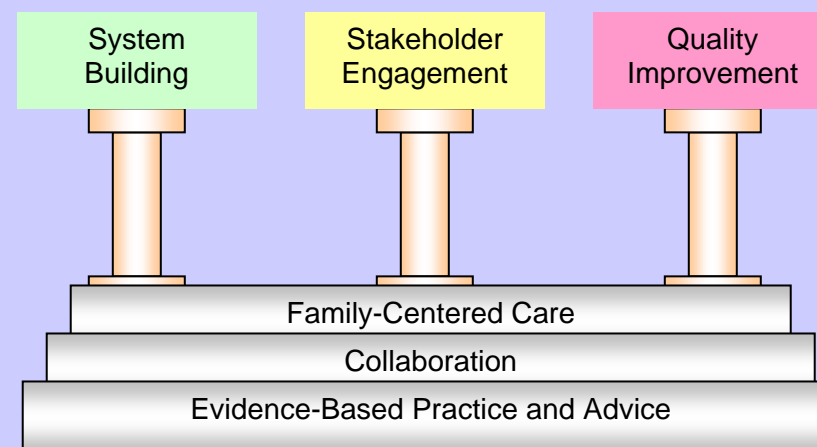 System
Building
Stakeholder
Engagement
Quality
Improvement
Family-Centered Care
Collaboration
Evidence-Based Practice and Advice